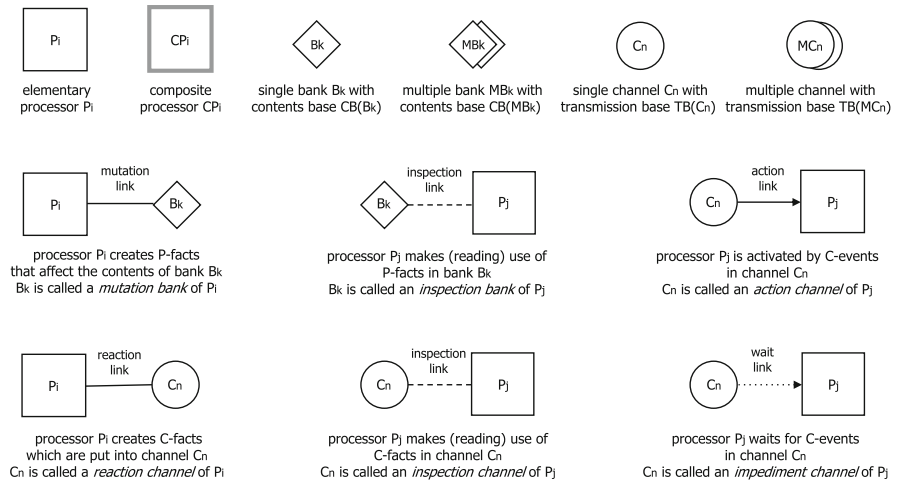 Pi
CPi
Bk
MBk
Cn
MCn
elementary
processor Pi
composite
processor CPi
single bank Bk with
contents base CB(Bk)
multiple bank MBk with
contents base CB(MBk)
single channel Cn with
transmission base TB(Cn)
multiple channel with
transmission base TB(MCn)
mutation
link
Pi
Bk
processor Pi creates P-facts
that affect the contents of bank Bk
Bk is called a mutation bank of Pi
inspection
link
Bk
Pj
processor Pj makes (reading) use of
P-facts in bank Bk
Bk is called an inspection bank of Pj
action
link
Cn
Pj
processor Pj is activated by C-events
in channel Cn
Cn is called an action channel of Pj
reaction
link
Pi
Cn
processor Pi creates C-facts
which are put into channel Cn
Cn is called a reaction channel of Pi
inspection
link
Cn
Pj
processor Pj makes (reading) use of
C-facts in channel Cn
Cn is called an inspection channel of Pj
wait
link
Cn
Pj
processor Pj waits for C-events
in channel Cn
Cn is called an impediment channel of Pj